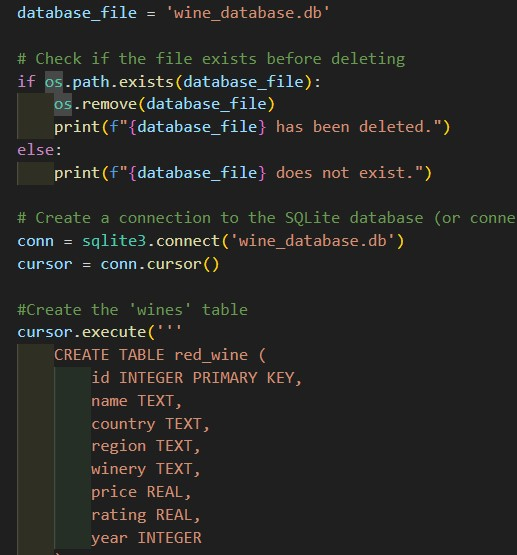 database_file = 'wine_database.db'
# Check if the file exists before deleting
if os.path.exists(database_file):
os.remove(database_file)
print(f"{database_file} has been deleted.")
else:
print(f"{database_file} does not exist.")
# Create a connection to the SQLite database (or conne
conn = sqlite3.connect('wine_database.db')
cursor = conn.cursor()
#Create the 'wines' table
cursor.execute('''
CREATE TABLE red_wine (
id INTEGER PRIMARY KEY,
name TEXT,
country TEXT,
region TEXT,
winery TEXT,
price REAL,
rating REAL,
year INTEGER